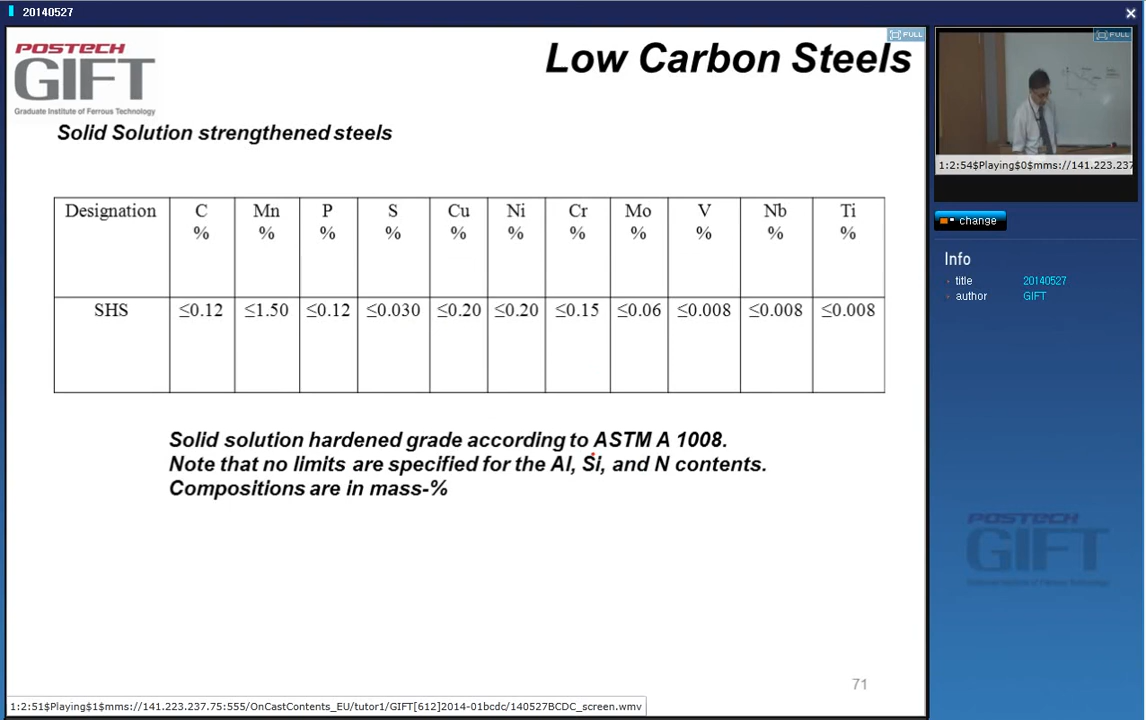 20140527
POSTECH
GIFT
Graduate Institute of Ferrous Technology
FULL
Low Carbon Steels
Solid Solution strengthened steels
Designation C Mn P S Cu Ni Cr Mo V Nb Ti
% % % % % % % % % % %
SHS ≤0.12 ≤1.50 ≤0.12 ≤0.030 ≤0.20 ≤0.20 ≤0.15 ≤0.06 ≤0.008 ≤0.008 ≤0.008
Solid solution hardened grade according to ASTM A 1008.
Note that no limits are specified for the Al, Si, and N contents.
Compositions are in mass-%
71
1:2:51$Playing$1$mms://141.223.237.75:555/OnCastContents_EU/tutor1/GIFT[612]2014-01bcdc/140527BCDC_screen.wmv
FULL
1:2:54$Playing$0$mms://141.223.237
change
Info
title 20140527
author GIFT
POSTECH
GIFT